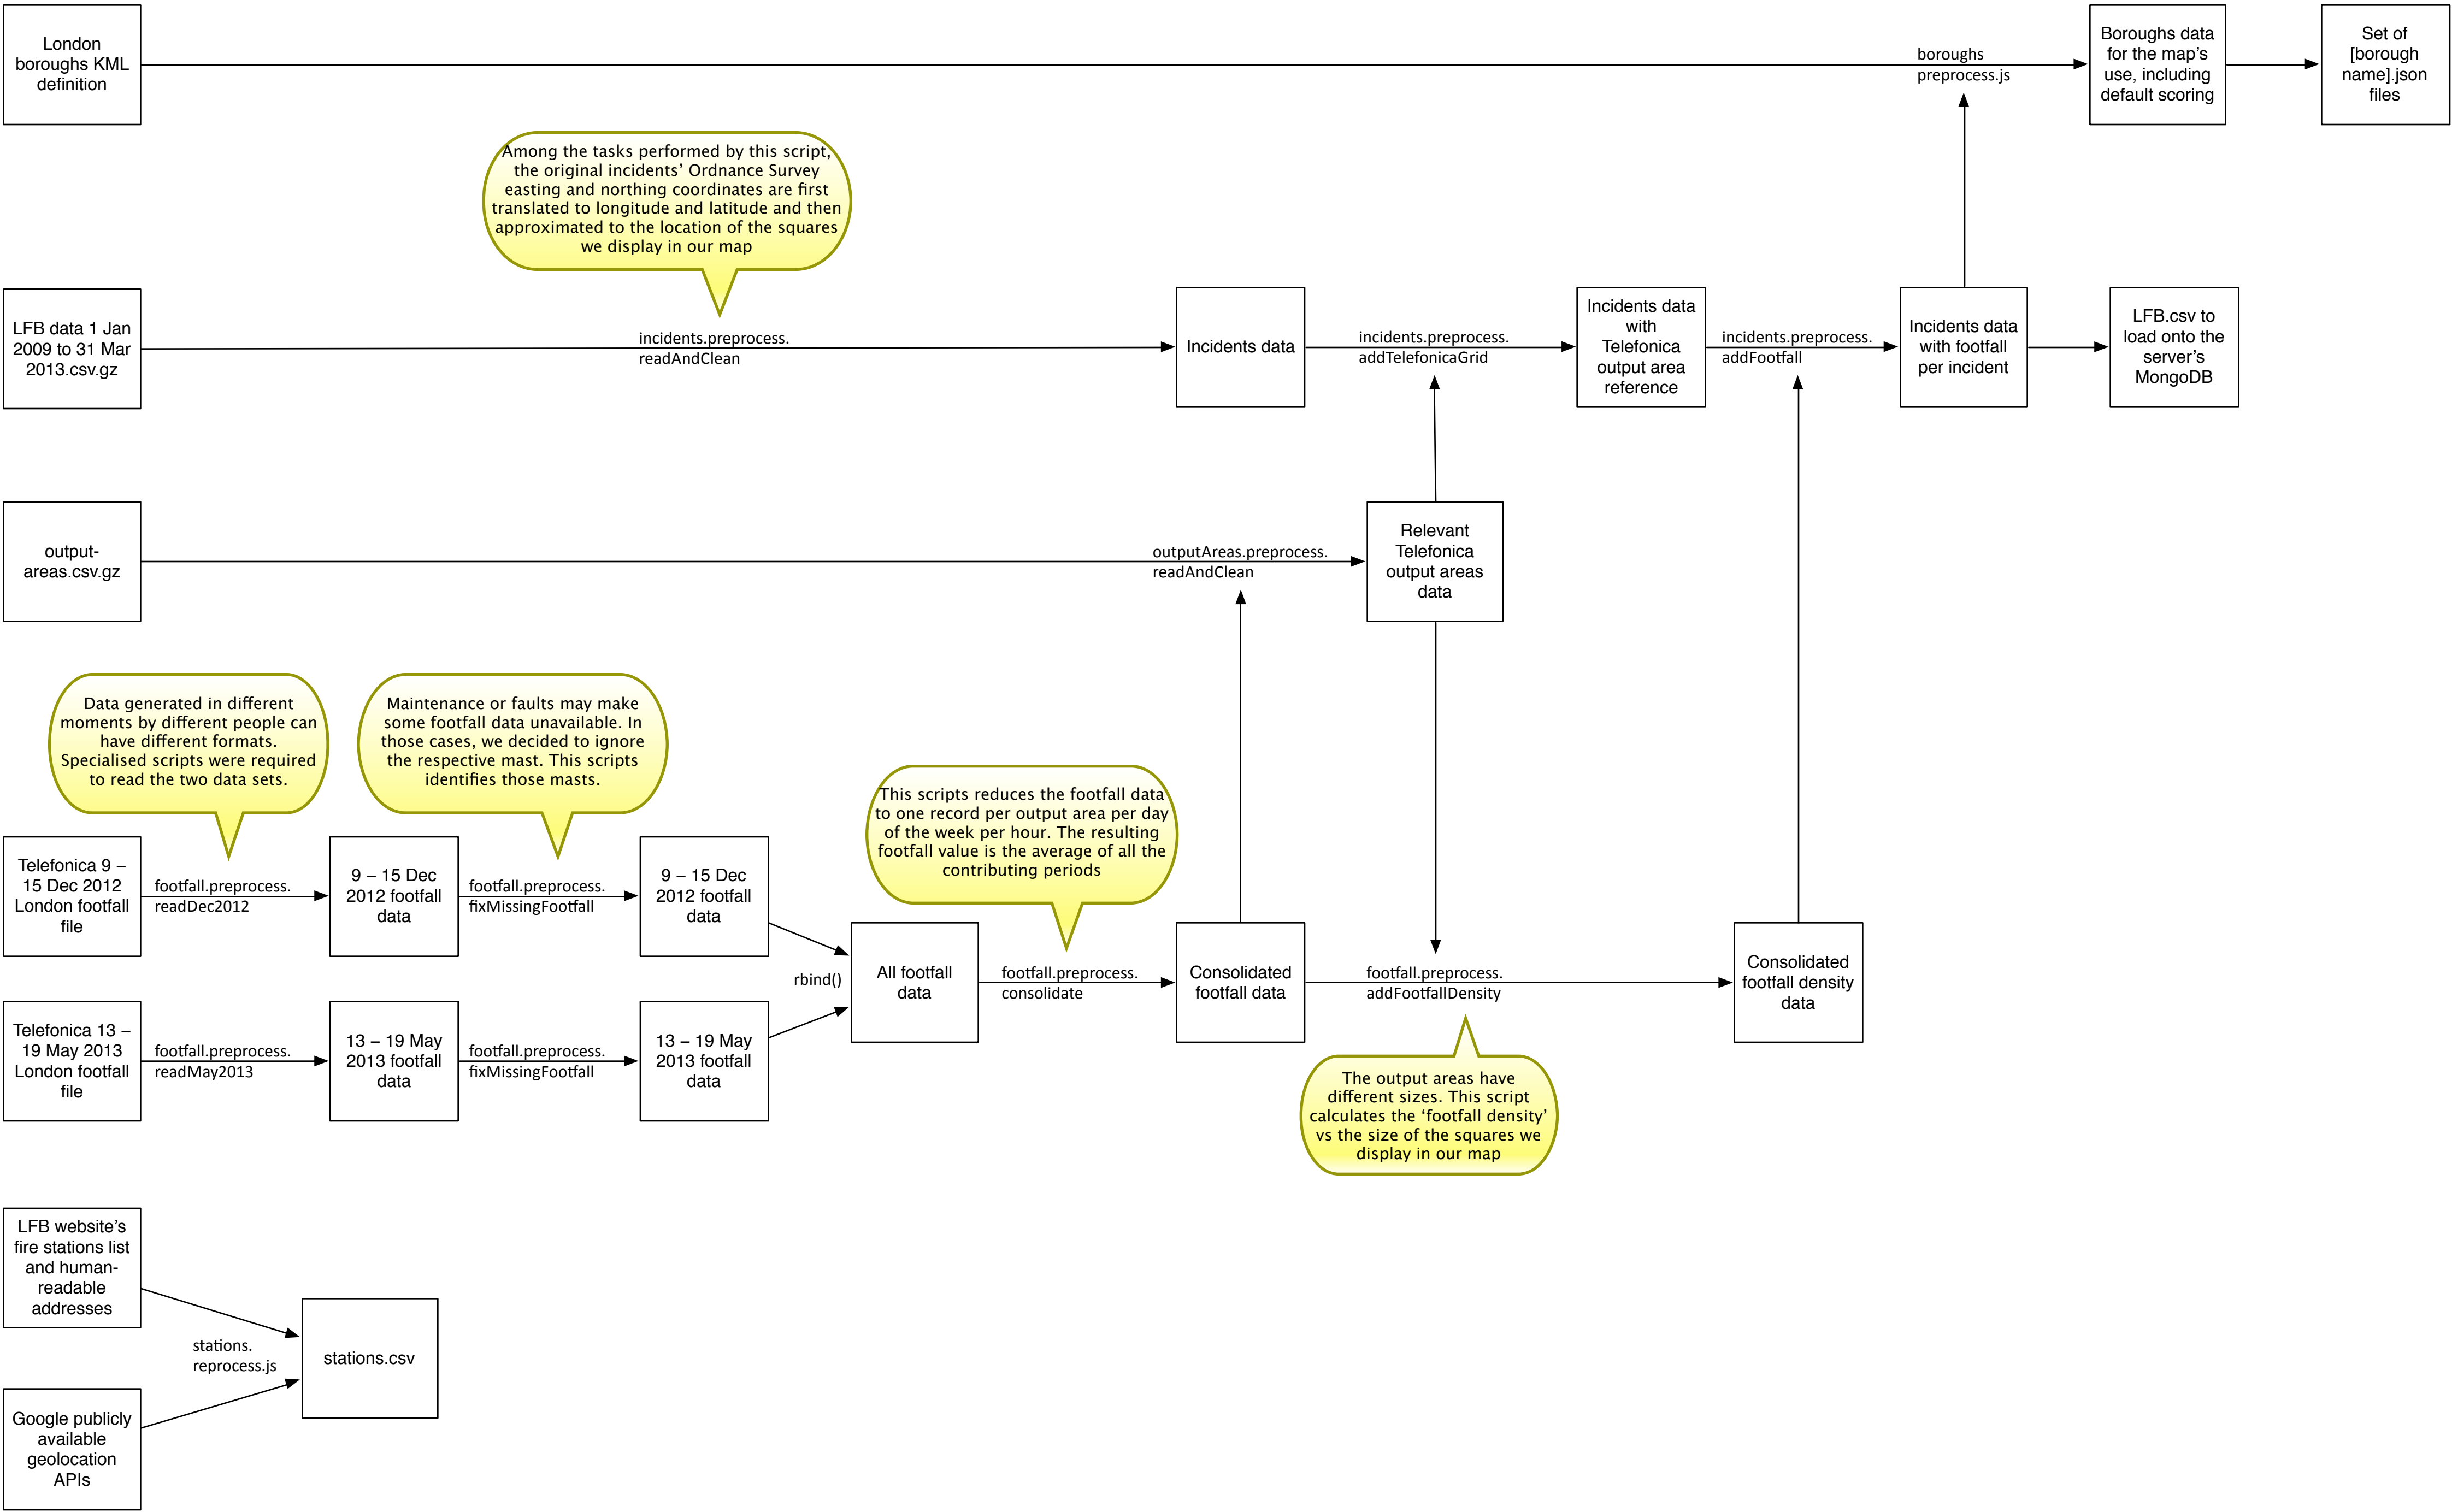 London
boroughs KML
definition
boroughs
preprocess.js
Boroughs data
for the map's
use, including
default scoring
Set of
[borough
name].json
files
Among the tasks performed by this script,
the original incidents' Ordnance Survey
easting and northing coordinates are first
translated to longitude and latitude and then
approximated to the location of the squares
we display in our map
LFB data 1 Jan
2009 to 31 Mar
2013.csv.gz
incidents.preprocess.
readAndClean
Incidents data
incidents.preprocess.
addTelefonicaGrid
Incidents data
with
Telefonica
output area
reference
incidents.preprocess.
addFootfall
Incidents data
with footfall
per incident
LFB.csv to
load onto the
server's
MongoDB
output-
areas.csv.gz
outputAreas.preprocess.
readAndClean
Relevant
Telefonica
output areas
data
Data generated in different
moments by different people can
have different formats.
Specialised scripts were required
to read the two data sets.
Maintenance or faults may make
some footfall data unavailable. In
those cases, we decided to ignore
the respective mast. This scripts
identifies those masts.
This scripts reduces the footfall data
to one record per output area per day
of the week per hour. The resulting
footfall value is the average of all the
contributing periods
Telefonica 9 –
15 Dec 2012
London footfall
file
footfall.preprocess.
readDec2012
9 – 15 Dec
2012 footfall
data
footfall.preprocess.
fixMissingFootfall
9 – 15 Dec
2012 footfall
data
rbind()
All footfall
data
footfall.preprocess.
consolidate
Consolidated
footfall data
footfall.preprocess.
addFootfallDensity
Consolidated
footfall density
data
Telefonica 13 –
19 May 2013
London footfall
file
footfall.preprocess.
readMay2013
13 – 19 May
2013 footfall
data
footfall.preprocess.
fixMissingFootfall
13 – 19 May
2013 footfall
data
The output areas have
different sizes. This script
calculates the ‘footfall density’
vs the size of the squares we
display in our map
LFB website's
fire stations list
and human-
readable
addresses
stations.
reprocess.js
stations.csv
Google publicly
available
geolocation
APIs